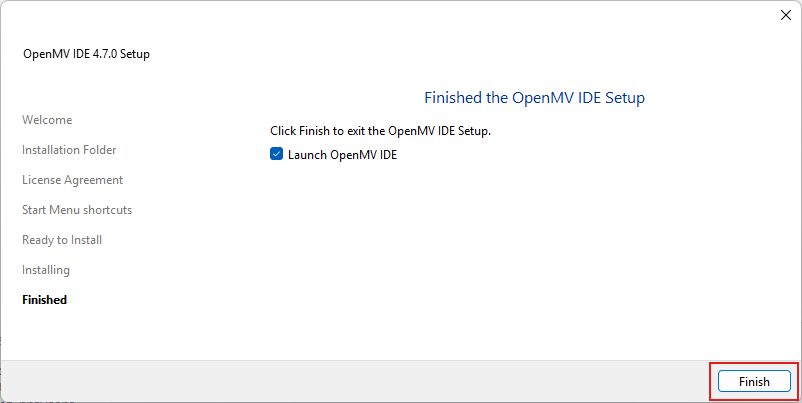 OpenMV IDE 4.7.0 Setup
Finished the OpenMV IDE Setup
Welcome
Click Finish to exit the OpenMV IDE Setup.
Installation Folder
Launch OpenMV IDE
License Agreement
Start Menu shortcuts
Ready to Install
Installing
Finished
Finish